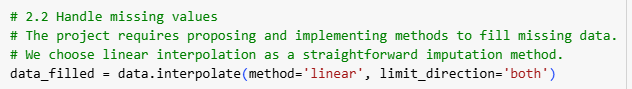 # 2.2 Handle missing values
# The project requires proposing and implementing methods to fill missing data.
# We choose linear interpolation as a straightforward imputation method.
data_filled = data.interpolate(method='linear', limit_direction='both')